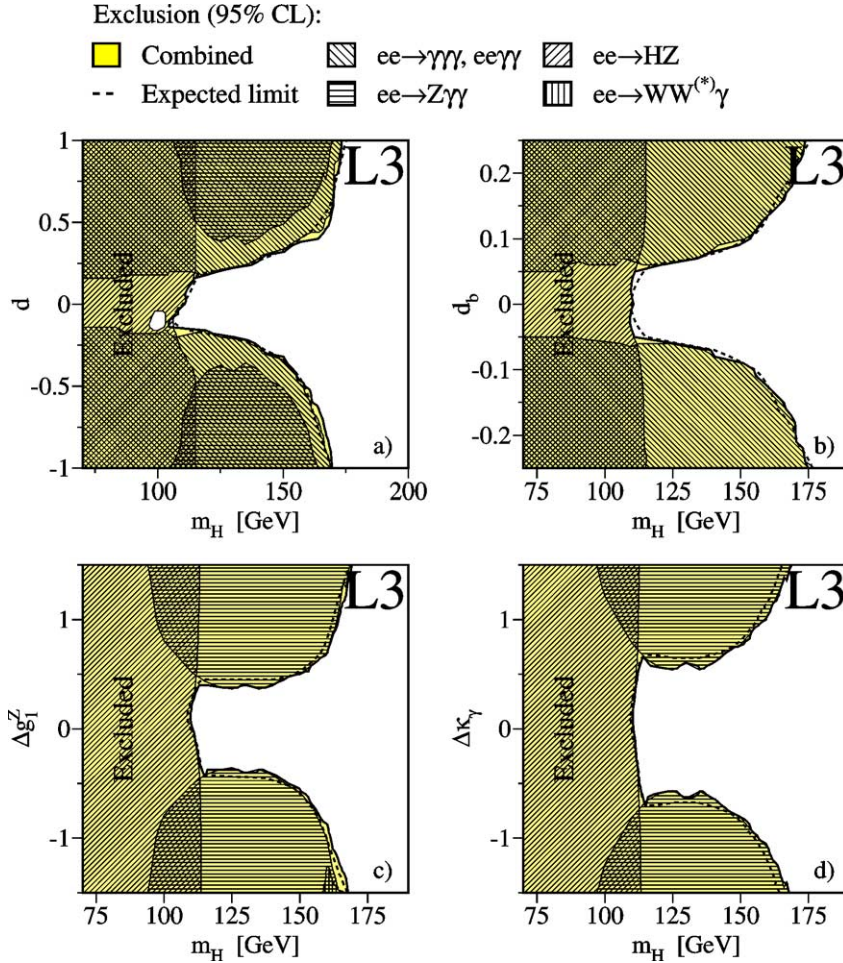 Exclusion (95% CL):
Combined ee→γγγ, eeγγ ee→HZ
Expected limit ee→Zγγ ee→WW(*)γ
1
0.5
0
-0.5
-1
d
Excluded
L3
a)
100 150 200
m_H [GeV]
0.2
0.1
0
-0.1
-0.2
d_b
Excluded
L3
b)
75 100 125 150 175
m_H [GeV]
1
0
-1
Δg₁ᶻ
Excluded
L3
c)
75 100 125 150 175
m_H [GeV]
1
0
-1
Δκ_γ
Excluded
L3
d)
75 100 125 150 175
m_H [GeV]